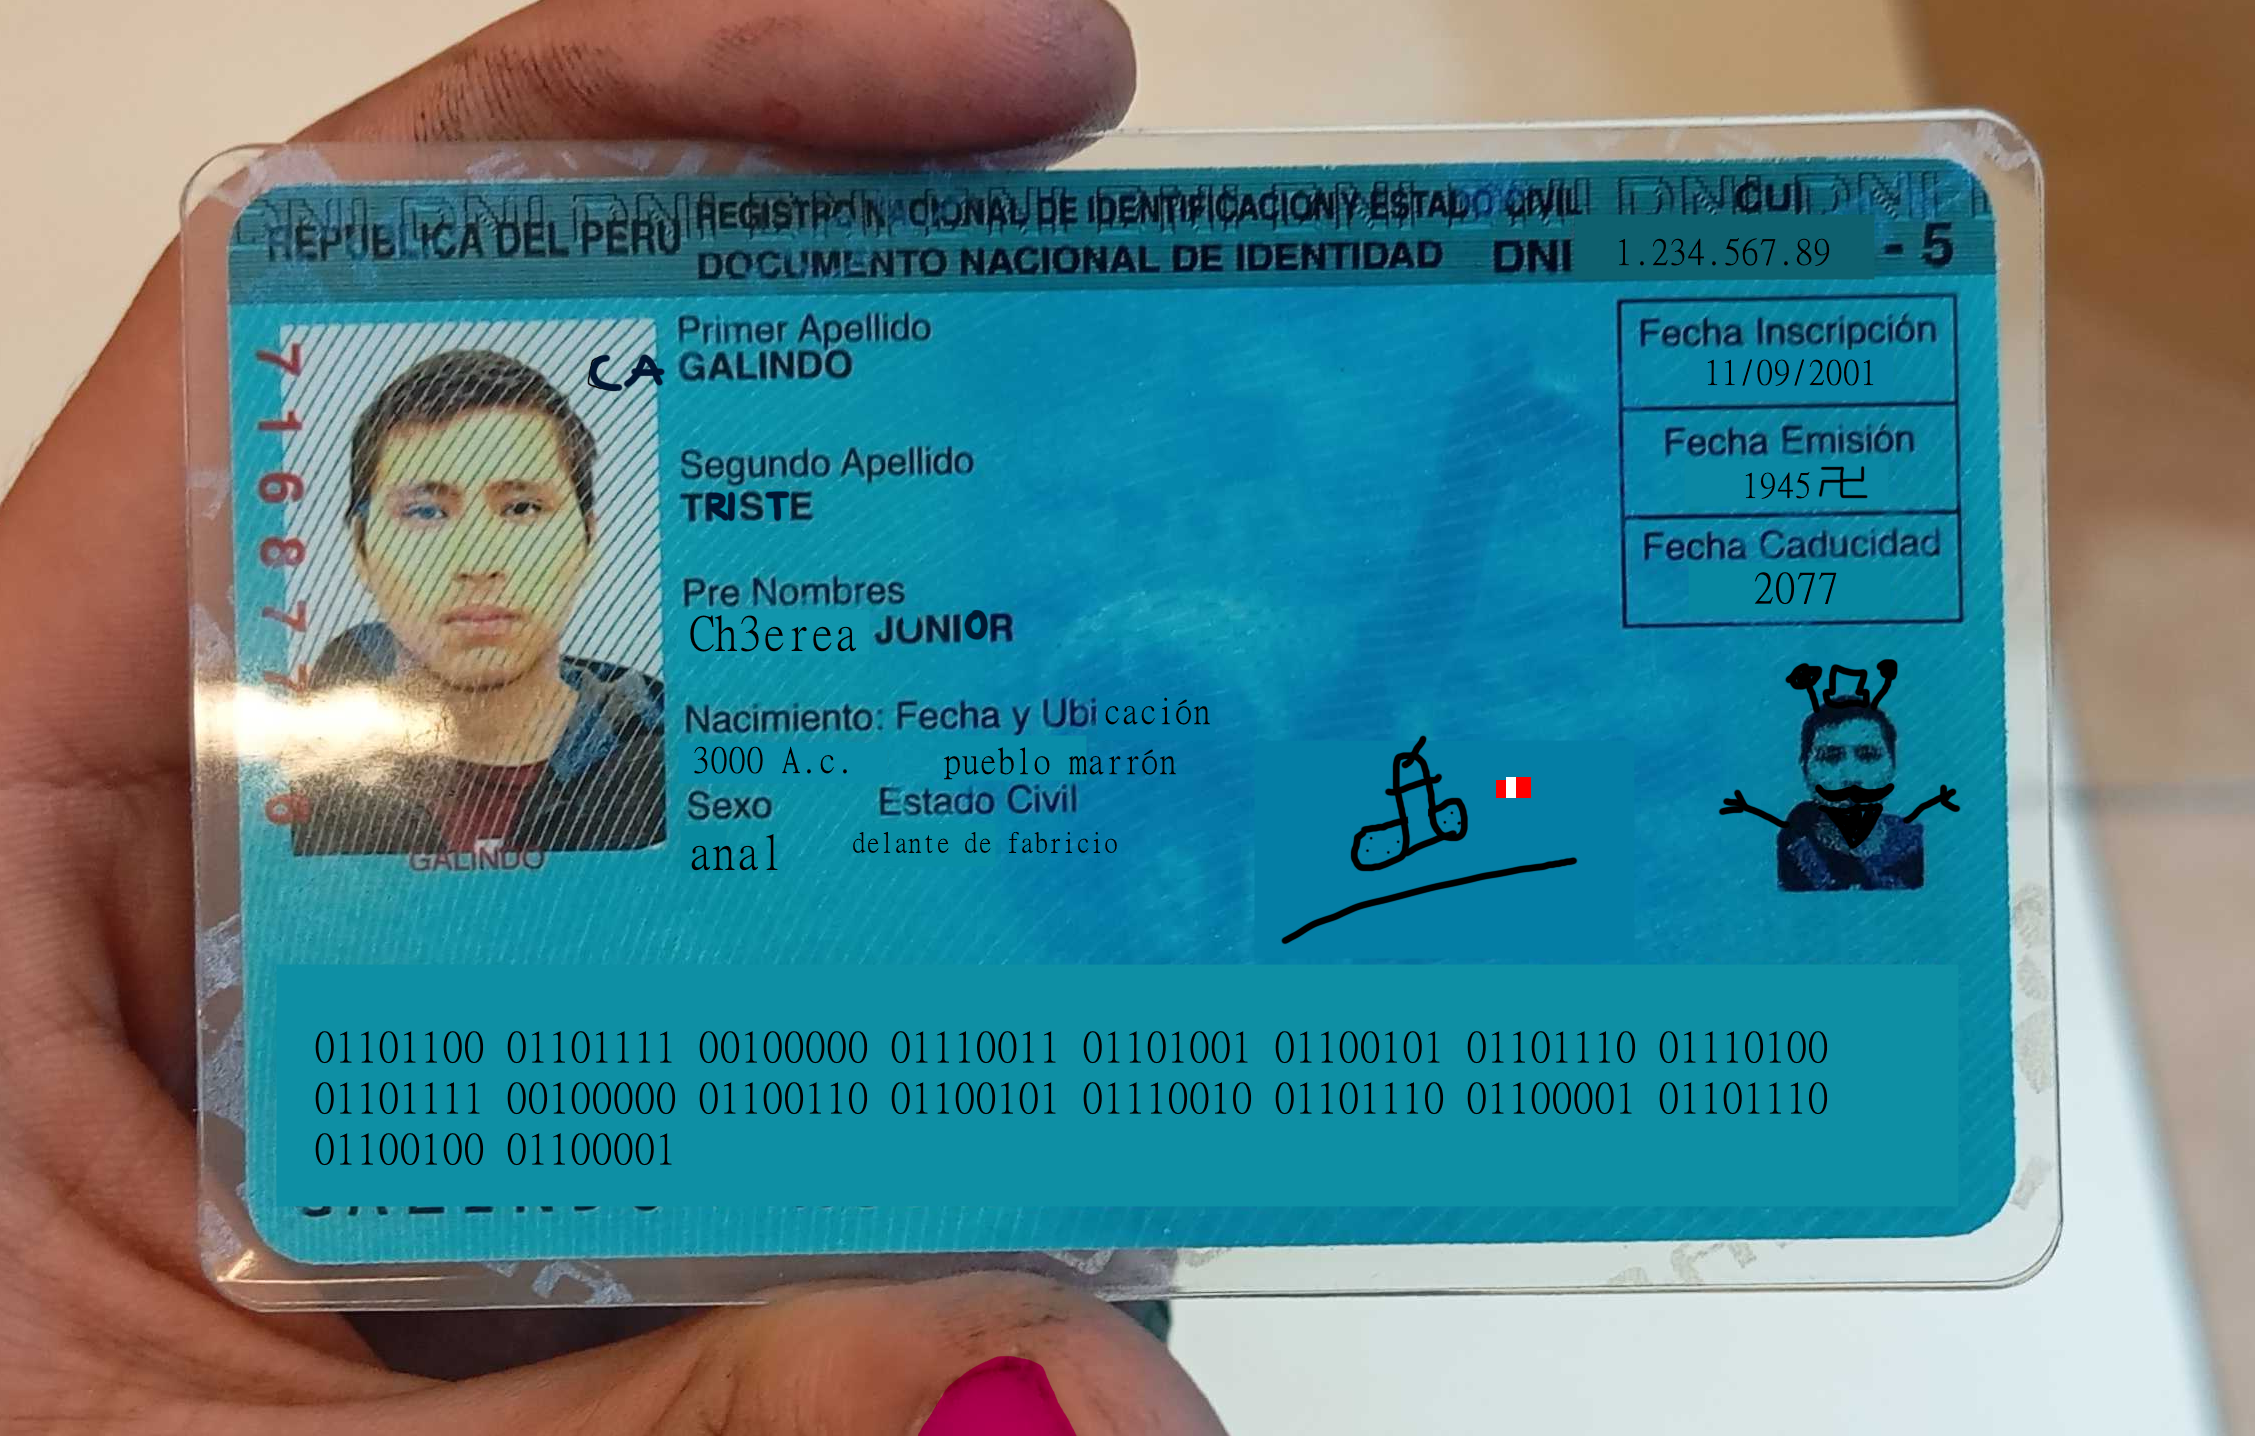 REPUBLICA DEL PERU
REGISTRO NACIONAL DE IDENTIFICACION Y ESTADO CIVIL
CUI
DOCUMENTO NACIONAL DE IDENTIDAD DNI 1.234.567.89 - 5
Primer Apellido
CA GALINDO
Segundo Apellido
TRISTE
Pre Nombres
Ch3erea JUNIOR
Nacimiento: Fecha y Ubicación
3000 A.c. pueblo marrón
Sexo Estado Civil
anal delante de fabricio
Fecha Inscripción
11/09/2001
Fecha Emisión
1945 卍
Fecha Caducidad
2077
7168778
GALINDO
01101100 01101111 00100000 01110011 01101001 01100101 01101110 01110100
01101111 00100000 01100110 01100101 01110010 01101110 01100001 01101110
01100100 01100001